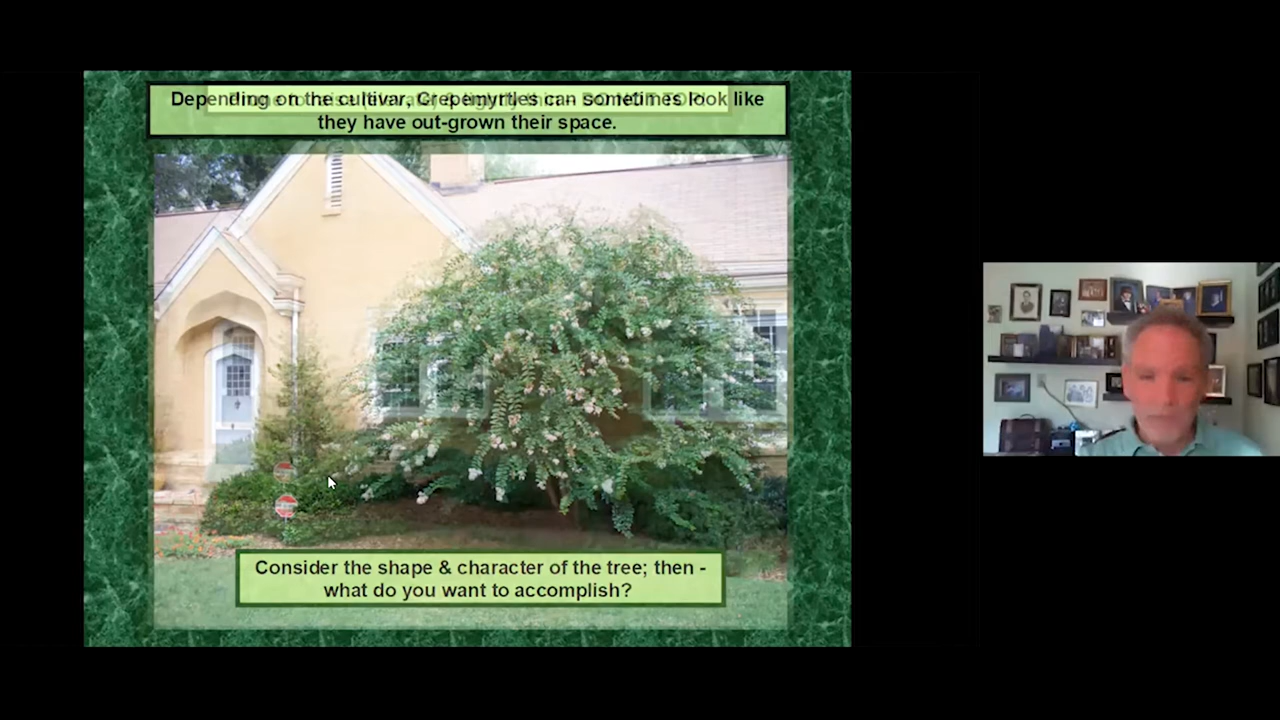 Depending on the cultivar, Crepemyrtles can sometimes look like
they have out-grown their space.
Consider the shape & character of the tree; then -
what do you want to accomplish?